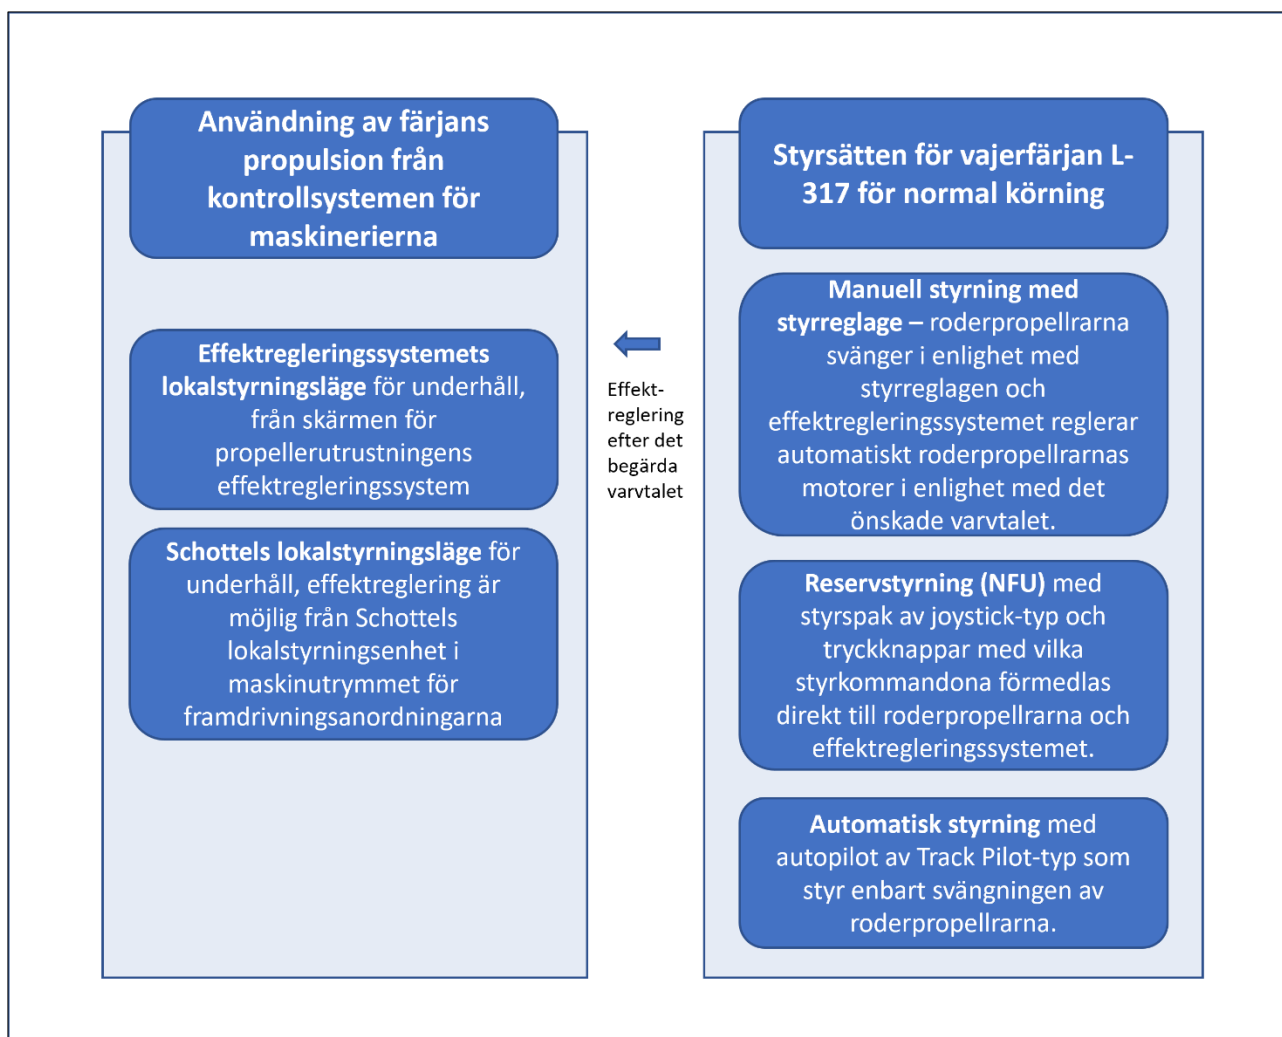 Användning av färjans
propulsion från
kontrollsystemen för
maskinerierna
Effektregleringssystemets
lokalstyrningsläge för underhåll,
från skärmen för
propellerutrustningens
effektregleringssystem
Schottels lokalstyrningsläge för
underhåll, effektreglering är
möjlig från Schottels
lokalstyrningsenhet i
maskinutrymmet för
framdrivningsanordningarna
Effekt-
reglering
efter det
begärda
varvtalet
Styrsätten för vajerfärjan L-
317 för normal körning
Manuell styrning med
styrreglage – roderpropellrarna
svänger i enlighet med
styrreglagen och
effektregleringssystemet reglerar
automatiskt roderpropellrarnas
motorer i enlighet med det
önskade varvtalet.
Reservstyrning (NFU) med
styrspak av joystick-typ och
tryckknappar med vilka
styrkommandona förmedlas
direkt till roderpropellrarna och
effektregleringssystemet.
Automatisk styrning med
autopilot av Track Pilot-typ som
styr enbart svängningen av
roderpropellrarna.